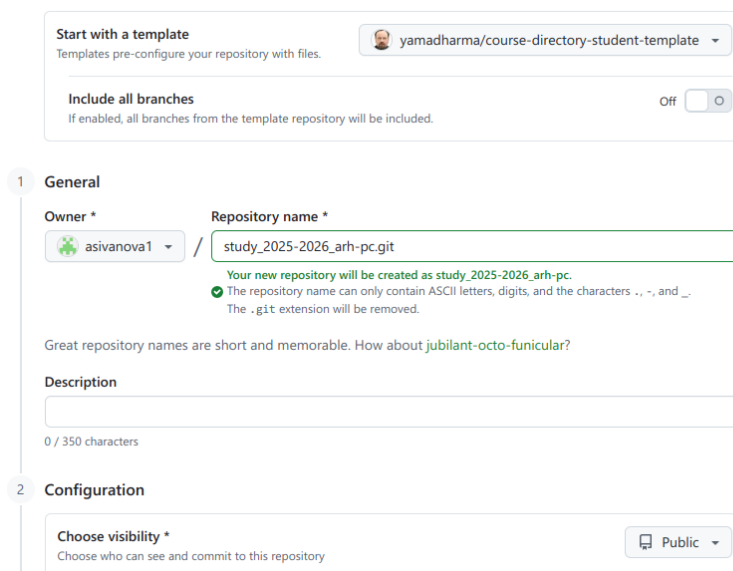 Start with a template
yamadharma/course-directory-student-template
Templates pre-configure your repository with files.
Include all branches
Off
If enabled, all branches from the template repository will be included.
1 General
Owner *
Repository name *
asivanova1 / study_2025-2026_arh-pc.git
Your new repository will be created as study_2025-2026_arh-pc.
The repository name can only contain ASCII letters, digits, and the characters ., -, and _.
The .git extension will be removed.
Great repository names are short and memorable. How about jubilant-octo-funicular?
Description
0 / 350 characters
2 Configuration
Choose visibility *
Public
Choose who can see and commit to this repository